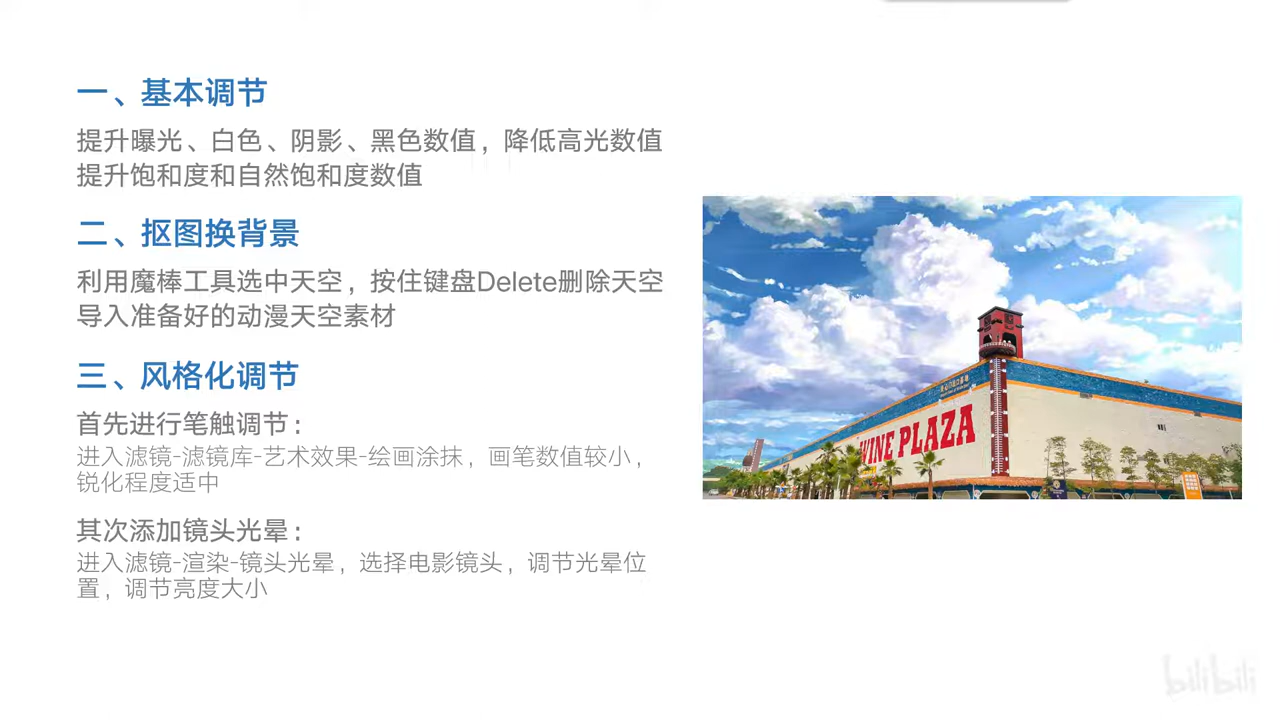 一、基本调节
提升曝光、白色、阴影、黑色数值，降低高光数值
提升饱和度和自然饱和度数值
二、抠图换背景
利用魔棒工具选中天空，按住键盘Delete删除天空
导入准备好的动漫天空素材
三、风格化调节
首先进行笔触调节：
进入滤镜-滤镜库-艺术效果-绘画涂抹，画笔数值较小，
锐化程度适中
其次添加镜头光晕：
进入滤镜-渲染-镜头光晕，选择电影镜头，调节光晕位
置，调节亮度大小
WINE PLAZA
bilibili